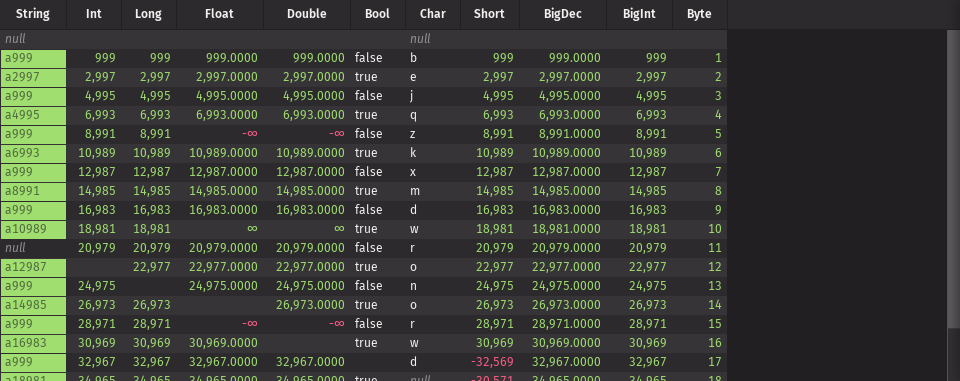 String Int Long Float Double Bool Char Short BigDec BigInt Byte
null null
a999 999 999 999.0000 999.0000 false b 999 999.0000 999 1
a2997 2,997 2,997 2,997.0000 2,997.0000 true e 2,997 2,997.0000 2,997 2
a999 4,995 4,995 4,995.0000 4,995.0000 false j 4,995 4,995.0000 4,995 3
a4995 6,993 6,993 6,993.0000 6,993.0000 true q 6,993 6,993.0000 6,993 4
a999 8,991 8,991 -∞ -∞ false z 8,991 8,991.0000 8,991 5
a6993 10,989 10,989 10,989.0000 10,989.0000 true k 10,989 10,989.0000 10,989 6
a999 12,987 12,987 12,987.0000 12,987.0000 false x 12,987 12,987.0000 12,987 7
a8991 14,985 14,985 14,985.0000 14,985.0000 true m 14,985 14,985.0000 14,985 8
a999 16,983 16,983 16,983.0000 16,983.0000 false d 16,983 16,983.0000 16,983 9
a10989 18,981 18,981 ∞ ∞ true w 18,981 18,981.0000 18,981 10
null 20,979 20,979 20,979.0000 20,979.0000 false r 20,979 20,979.0000 20,979 11
a12987 22,977 22,977.0000 22,977.0000 true o 22,977 22,977.0000 22,977 12
a999 24,975 24,975.0000 24,975.0000 false n 24,975 24,975.0000 24,975 13
a14985 26,973 26,973 26,973.0000 true o 26,973 26,973.0000 26,973 14
a999 28,971 28,971 -∞ -∞ false r 28,971 28,971.0000 28,971 15
a16983 30,969 30,969 30,969.0000 true w 30,969 30,969.0000 30,969 16
a999 32,967 32,967 32,967.0000 32,967.0000 d -32,569 32,967.0000 32,967 17
a18981 34,965 34,965 34,965.0000 34,965.0000 true null -30,571 34,965.0000 34,965 18